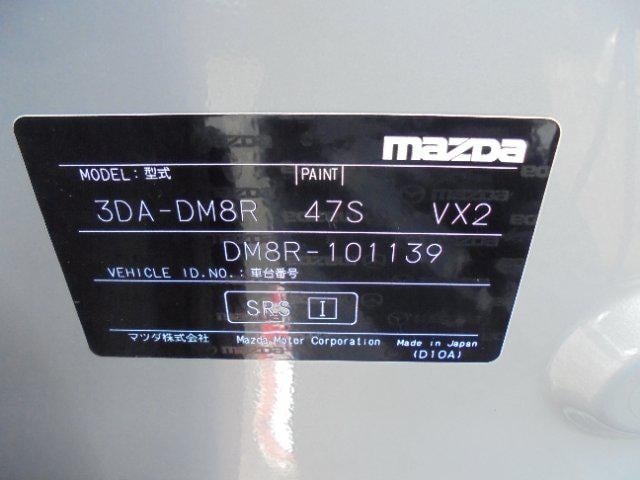 mazda
MODEL: 型式 PAINT
3DA-DM8R 47S VX2
DM8R-101139
VEHICLE ID.NO.: 車台番号
SRS I
マツダ株式会社 Mazda Motor Corporation Made in Japan
(D10A)